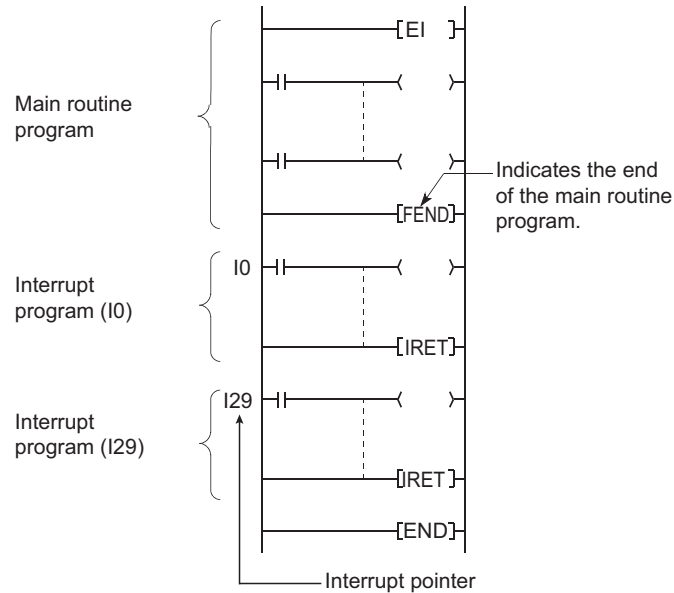 [EI ]
Main routine
program
Indicates the end
of the main routine
program.
[FEND]
I0
Interrupt
program (I0)
[IRET]
I29
Interrupt
program (I29)
[IRET]
[END]
Interrupt pointer